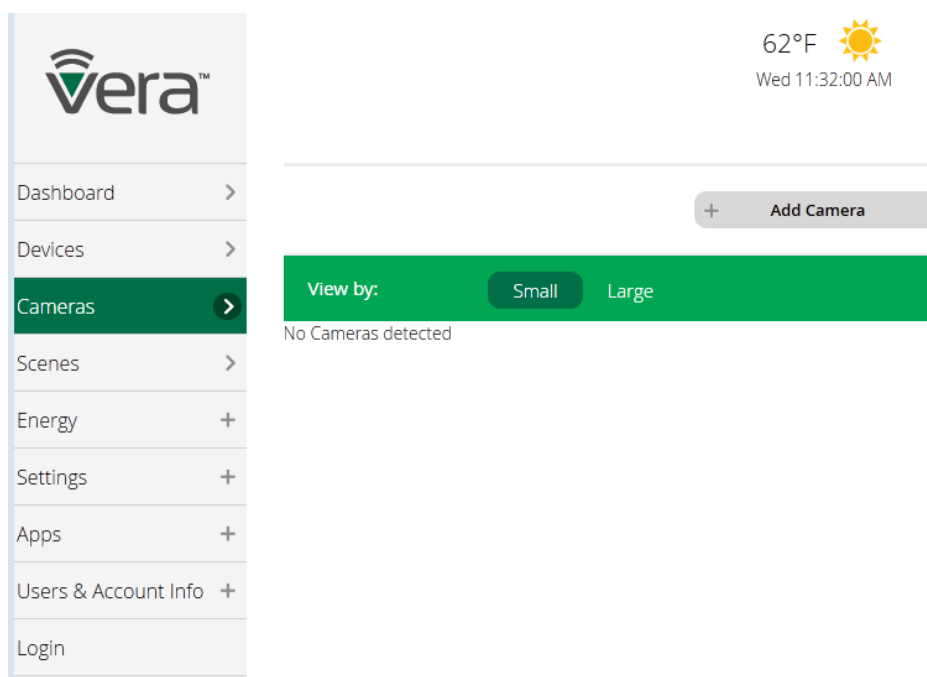 vera™
62°F
Wed 11:32:00 AM
Dashboard
Devices
Cameras
Scenes
Energy
Settings
Apps
Users & Account Info
Login
+ Add Camera
View by: Small Large
No Cameras detected